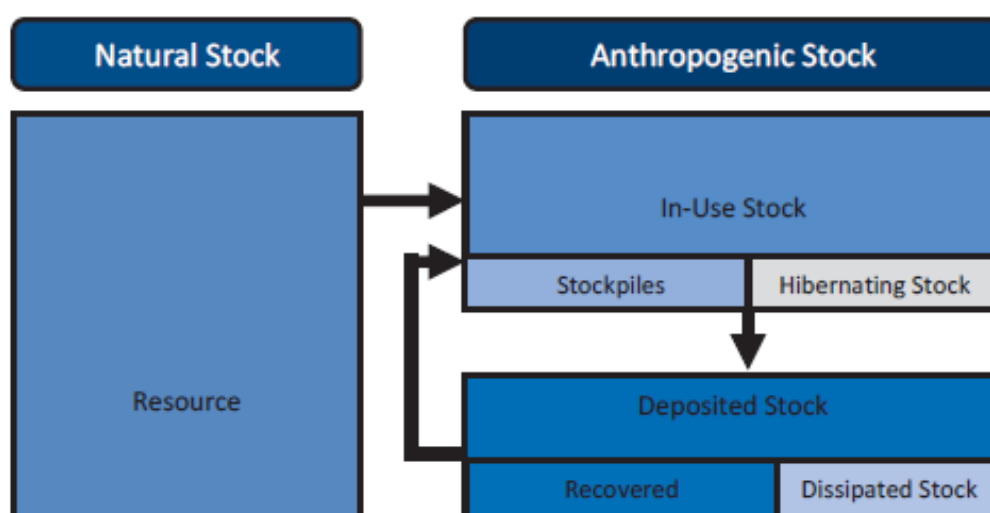 Natural Stock
Anthropogenic Stock
Resource
In-Use Stock
Stockpiles
Hibernating Stock
Deposited Stock
Recovered
Dissipated Stock